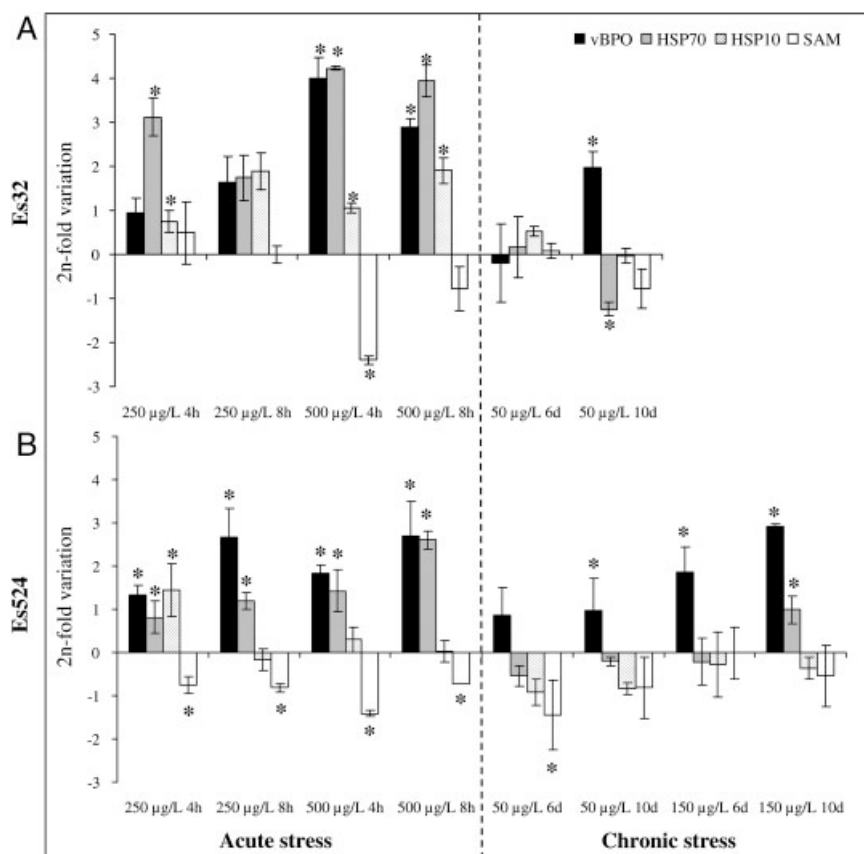 A
vBPO HSP70 HSP10 SAM
5
4
3
2
1
0
-1
-2
-3
2n-fold variation
Es32
* * * * * * * * * * * *
250 µg/L 4h 250 µg/L 8h 500 µg/L 4h 500 µg/L 8h 50 µg/L 6d 50 µg/L 10d
B
5
4
3
2
1
0
-1
-2
-3
2n-fold variation
Es524
* * * * * * * * * * * * * * * * *
250 µg/L 4h 250 µg/L 8h 500 µg/L 4h 500 µg/L 8h 50 µg/L 6d 50 µg/L 10d 150 µg/L 6d 150 µg/L 10d
Acute stress Chronic stress